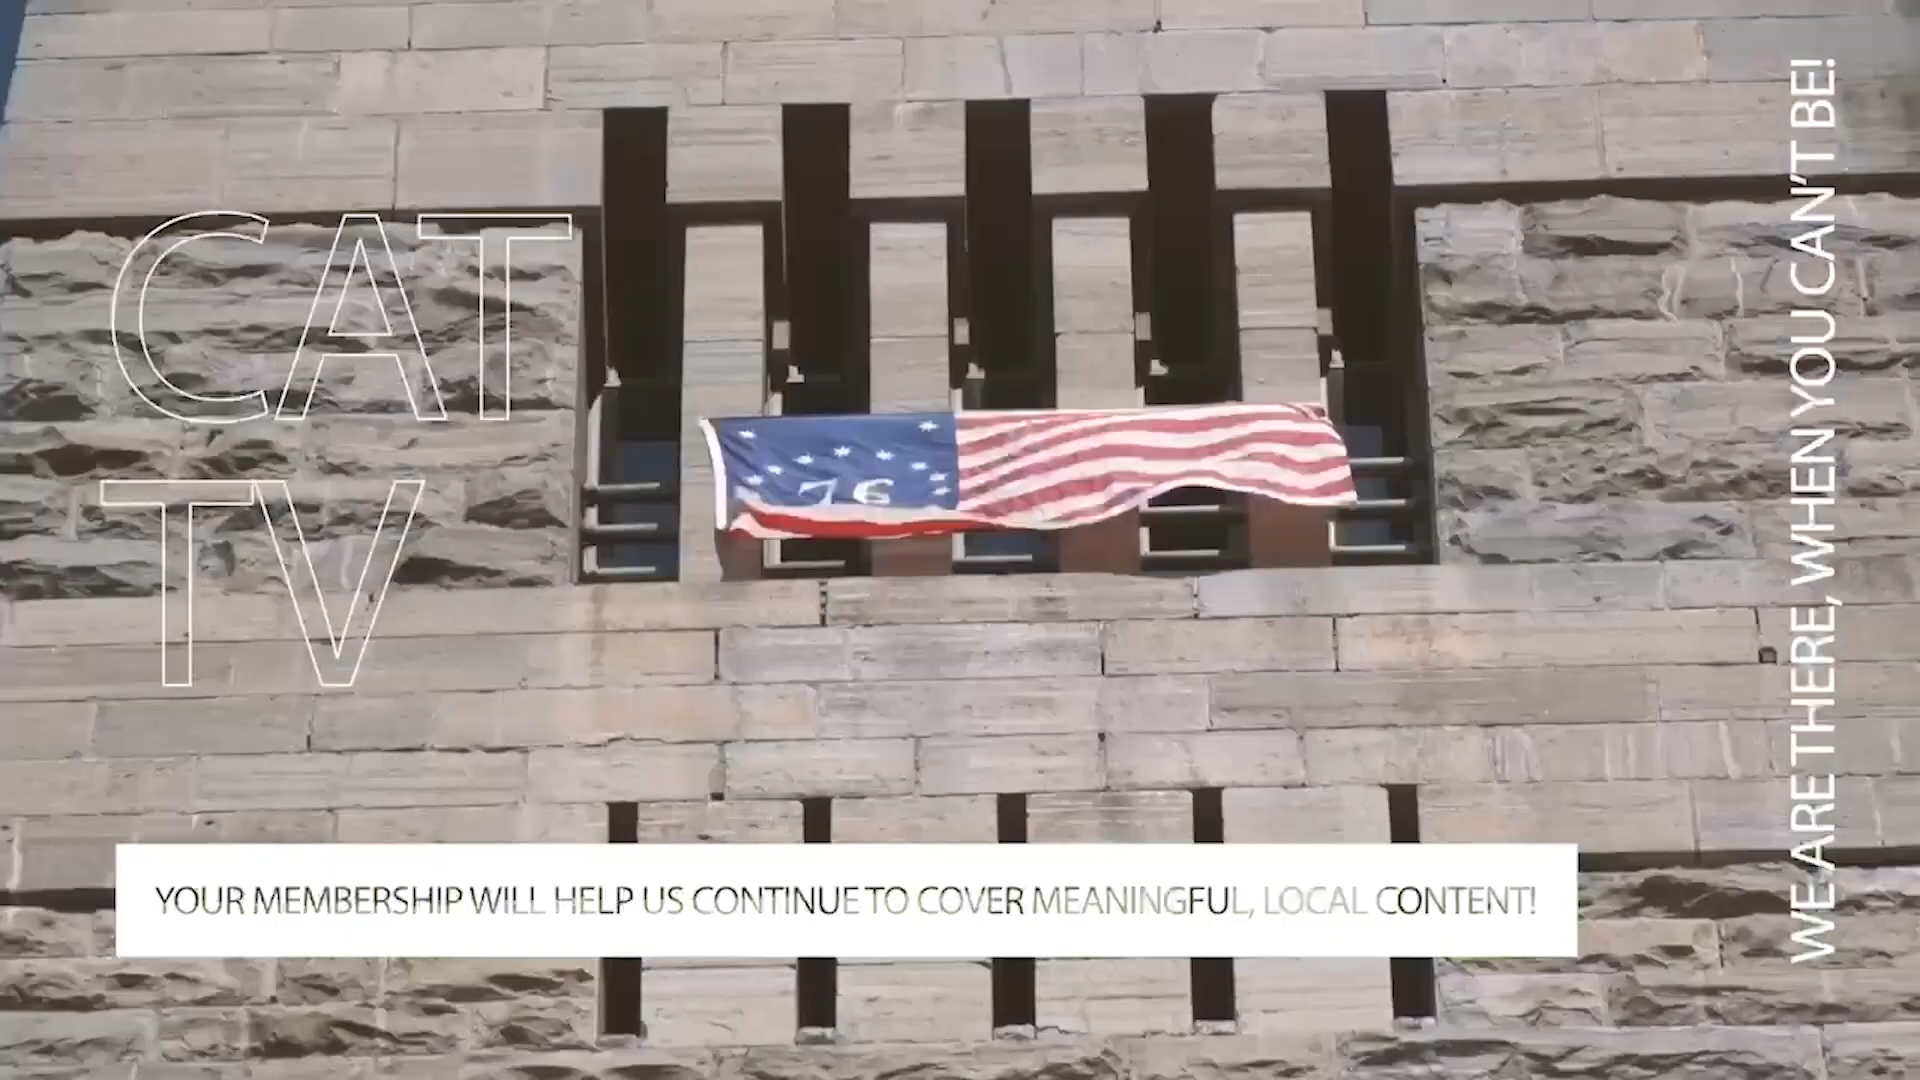 CAT
TV
76
YOUR MEMBERSHIP WILL HELP US CONTINUE TO COVER MEANINGFUL, LOCAL CONTENT!
WE ARE THERE, WHEN YOU CAN'T BE!